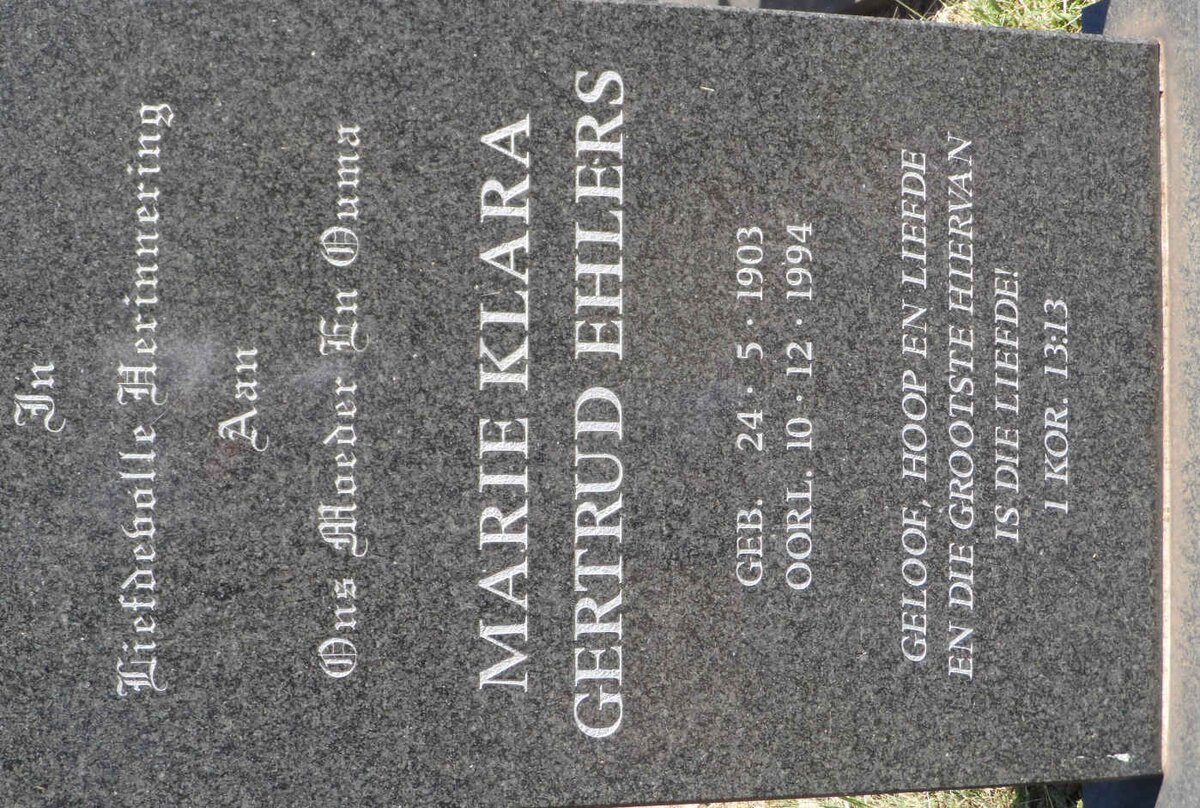 In
Liefdevolle Herinnering
Aan
Ons Moeder En Ouma
MARIE KLARA
GERTRUD EHLERS
GEB. 24 · 5 · 1903
OORL. 10 · 12 · 1994
GELOOF, HOOP EN LIEFDE
EN DIE GROOTSTE HIERVAN
IS DIE LIEFDE!
1 KOR. 13:13